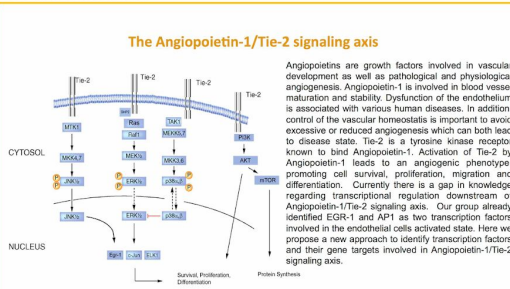 The Angiopoietin-1/Tie-2 signaling axis
Tie-2
Tie-2
Tie-2
Tie-2
MTK1
Ras
Raf1
TAK1
MEKK5,7
PI3K
CYTOSOL
MKK4,7
MEK½
MKK3,6
AKT
P
P
P
JNK½
ERK½
p38α,β
mTOR
P
P
P
JNK½
ERK½
p38α,β
NUCLEUS
Egr-1
c-Jun
ELK1
Survival, Proliferation,
Differentiation
Protein Synthesis
Angiopoietins are growth factors involved in vascula
development as well as pathological and physiologica
angiogenesis. Angiopoietin-1 is involved in blood vesse
maturation and stability. Dysfunction of the endothelium
is associated with various human diseases. In addition
control of the vascular homeostatis is important to avoid
excessive or reduced angiogenesis which can both lead
to disease state. Tie-2 is a tyrosine kinase recepto
known to bind Angiopoietin-1. Activation of Tie-2 by
Angiopoietin-1 leads to an angiogenic phenotype
promoting cell survival, proliferation, migration and
differentiation. Currently there is a gap in knowledge
regarding transcriptional regulation downstream o
Angiopoietin-1/Tie-2 signaling axis. Our group already
identified EGR-1 and AP1 as two transcription factors
involved in the endothelial cells activated state. Here we
propose a new approach to identify transcription factors
and their gene targets involved in Angiopoietin-1/Tie-2
signaling axis.